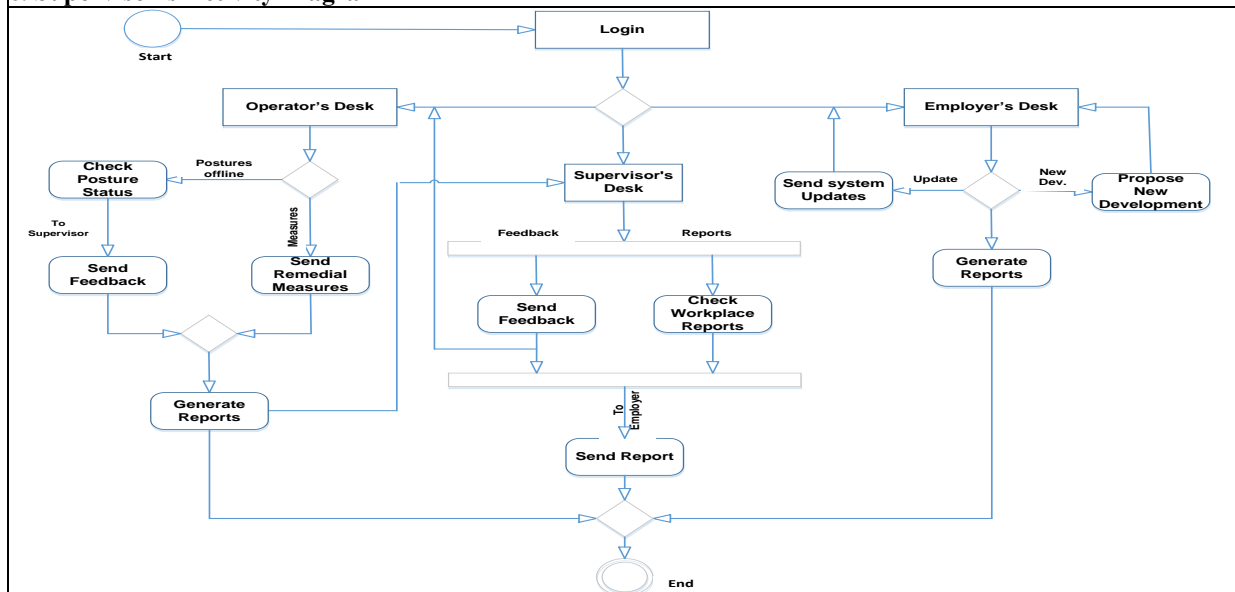 Login
Start
Operator's Desk
Employer's Desk
Check
Posture
Status
Postures
offline
Supervisor's
Desk
Send system
Updates
Update
New
Dev.
Propose
New
Development
To
Supervisor
Measures
Feedback
Reports
Send
Feedback
Send
Remedial
Measures
Generate
Reports
Send
Feedback
Check
Workplace
Reports
Generate
Reports
To
Employer
Send Report
End